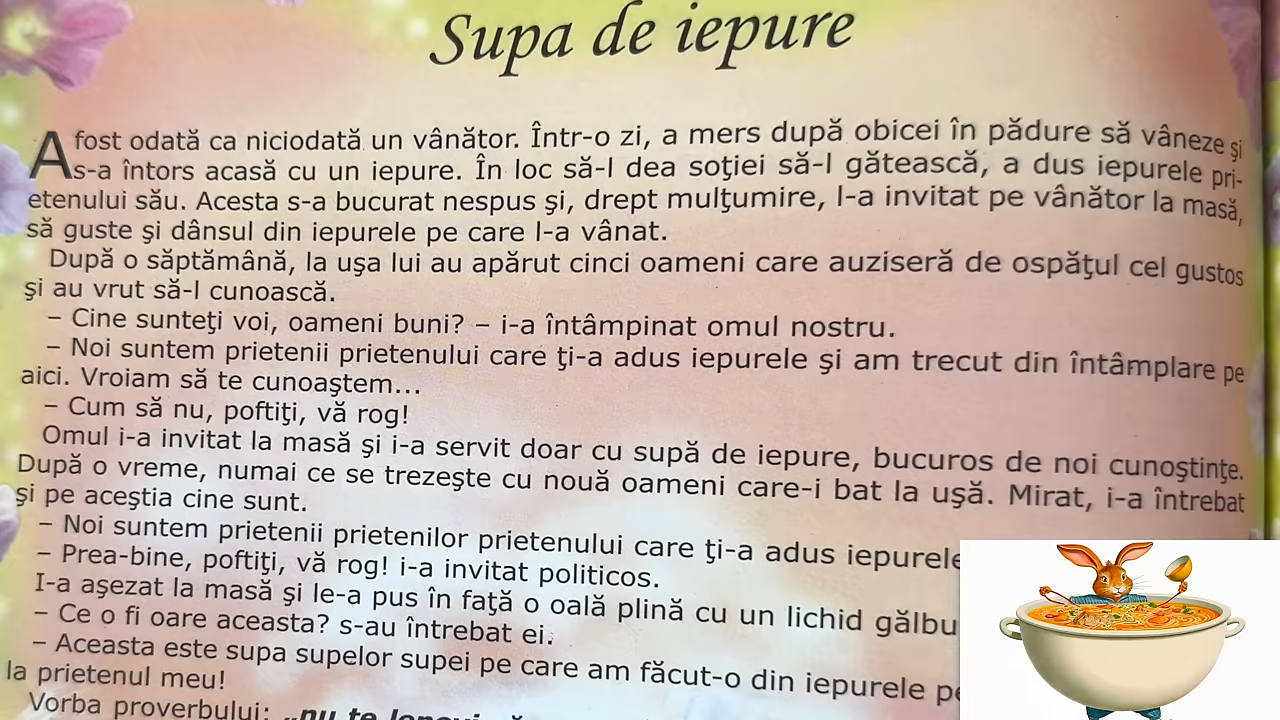 Supa de iepure
A fost odată ca niciodată un vânător. Într-o zi, a mers după obicei în pădure să vâneze şi
s-a întors acasă cu un iepure. În loc să-l dea soţiei să-l gătească, a dus iepurele pri-
etenului său. Acesta s-a bucurat nespus şi, drept mulţumire, l-a invitat pe vânător la masă,
să guste şi dânsul din iepurele pe care l-a vânat.
După o săptămână, la uşa lui au apărut cinci oameni care auziseră de ospăţul cel gustos
şi au vrut să-l cunoască.
– Cine sunteţi voi, oameni buni? – i-a întâmpinat omul nostru.
– Noi suntem prietenii prietenului care ţi-a adus iepurele şi am trecut din întâmplare pe
aici. Vroiam să te cunoaştem...
– Cum să nu, poftiţi, vă rog!
Omul i-a invitat la masă şi i-a servit doar cu supă de iepure, bucuros de noi cunoştinţe.
După o vreme, numai ce se trezeşte cu nouă oameni care-i bat la uşă. Mirat, i-a întrebat
şi pe aceştia cine sunt.
– Noi suntem prietenii prietenilor prietenului care ţi-a adus iepurele
– Prea-bine, poftiţi, vă rog! i-a invitat politicos.
I-a aşezat la masă şi le-a pus în faţă o oală plină cu un lichid gălbu
– Ce o fi oare aceasta? s-au întrebat ei.
– Aceasta este supa supelor supei pe care am făcut-o din iepurele
la prietenul meu!
Vorba proverbului: „nu te